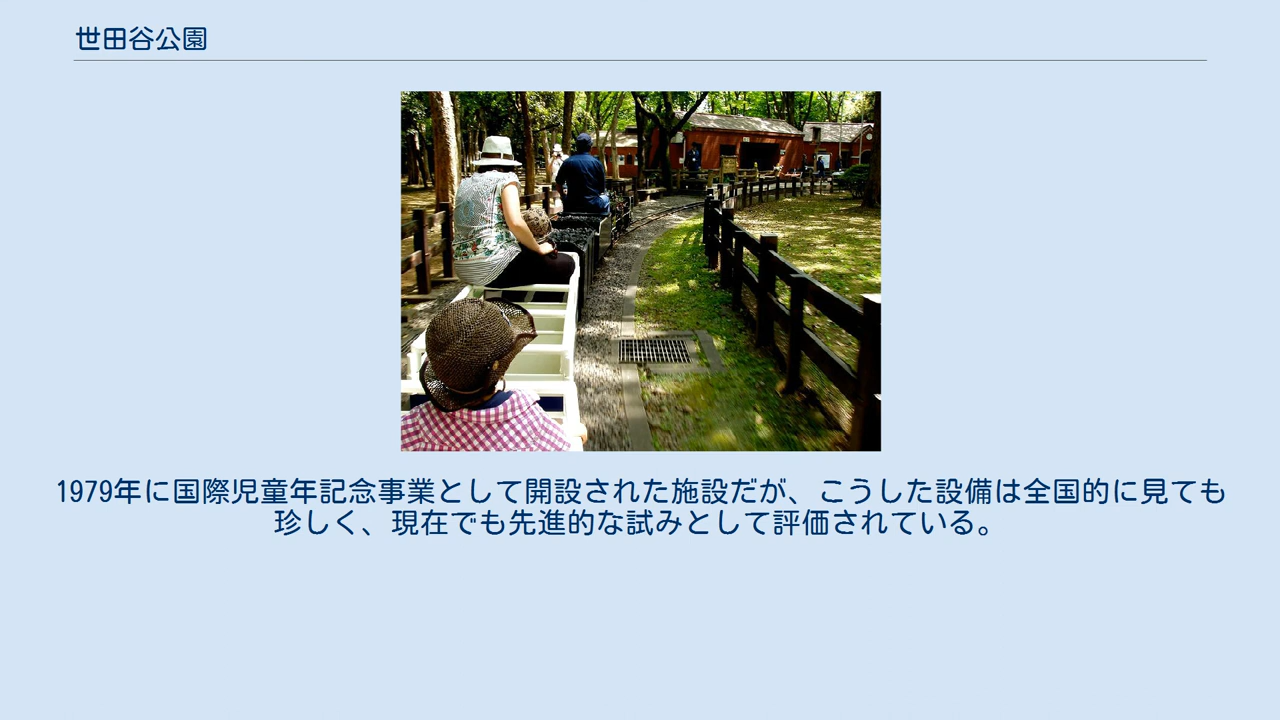 世田谷公園
1979年に国際児童年記念事業として開設された施設だが、こうした設備は全国的に見ても
珍しく、現在でも先進的な試みとして評価されている。